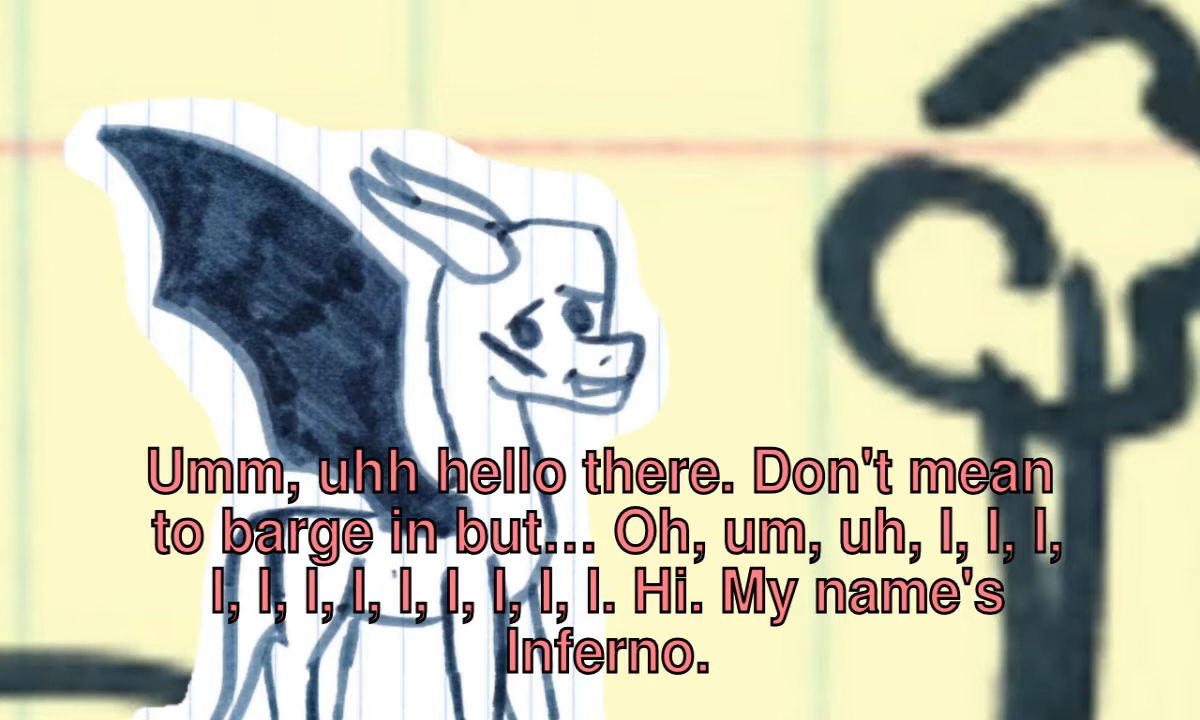 Umm, uhh hello there. Don't mean
to barge in but... Oh, um, uh, I, I, I,
I, I, I, I, I, I, I, I, I. Hi. My name's
Inferno.